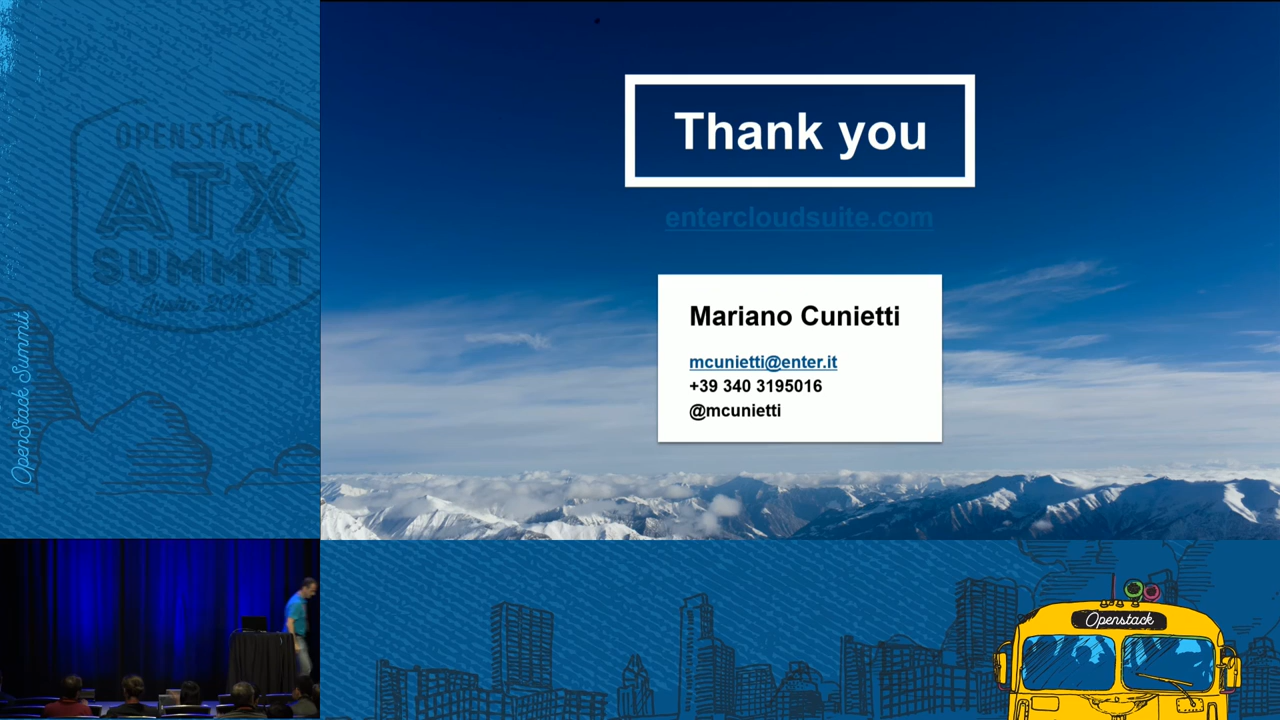 OPENSTACK
ATX
SUMMIT
Austin, 2016
OpenStack Summit
Thank you
entercloudsuite.com
Mariano Cunietti
mcunietti@enter.it
+39 340 3195016
@mcunietti
Openstack